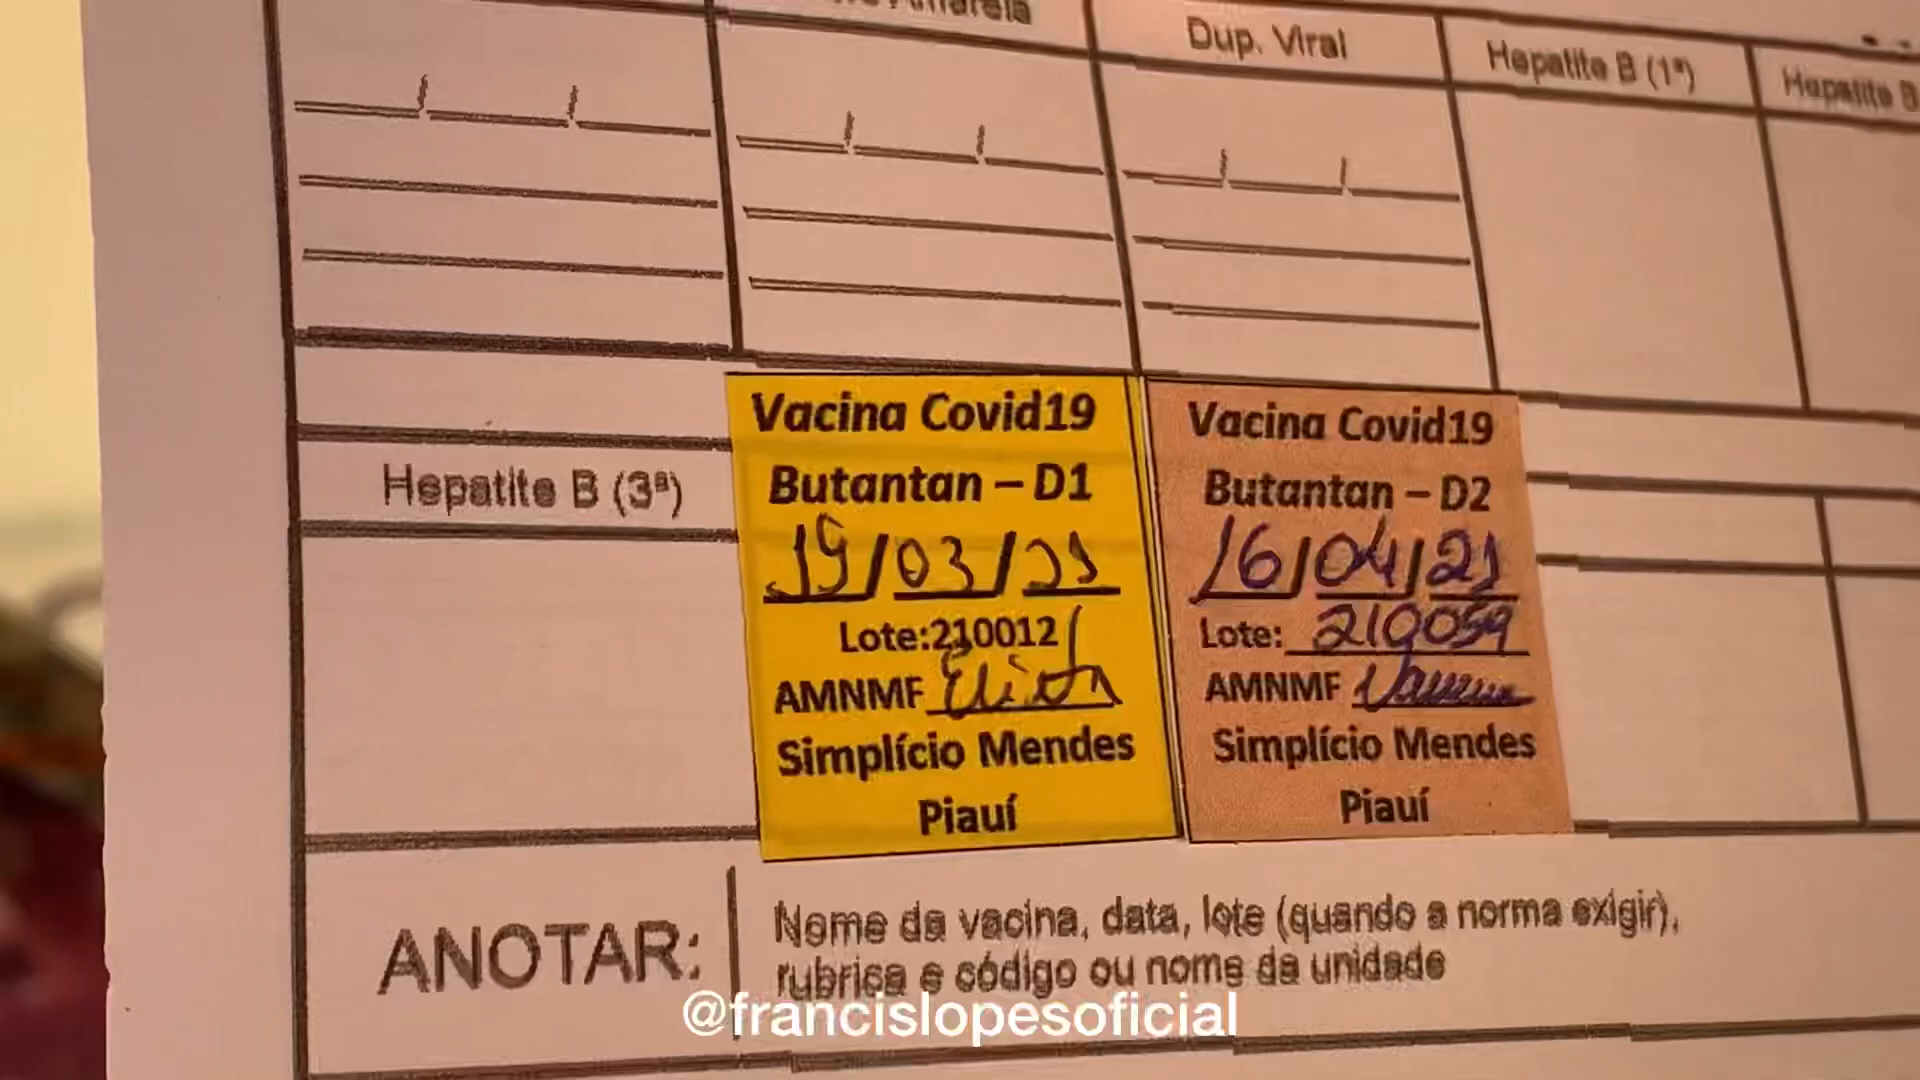 Amarela
Dup. Viral
Hepatite B (1ª)
Hepatite B
Hepatite B (3ª)
Vacina Covid19
Butantan – D1
19/03/21
Lote:210012
AMNMF
Simplício Mendes
Piauí
Vacina Covid19
Butantan – D2
16/04/21
Lote: 210059
AMNMF
Simplício Mendes
Piauí
ANOTAR:
Nome da vacina, data, lote (quando a norma exigir),
rubrica e código ou nome da unidade
@francislopesoficial